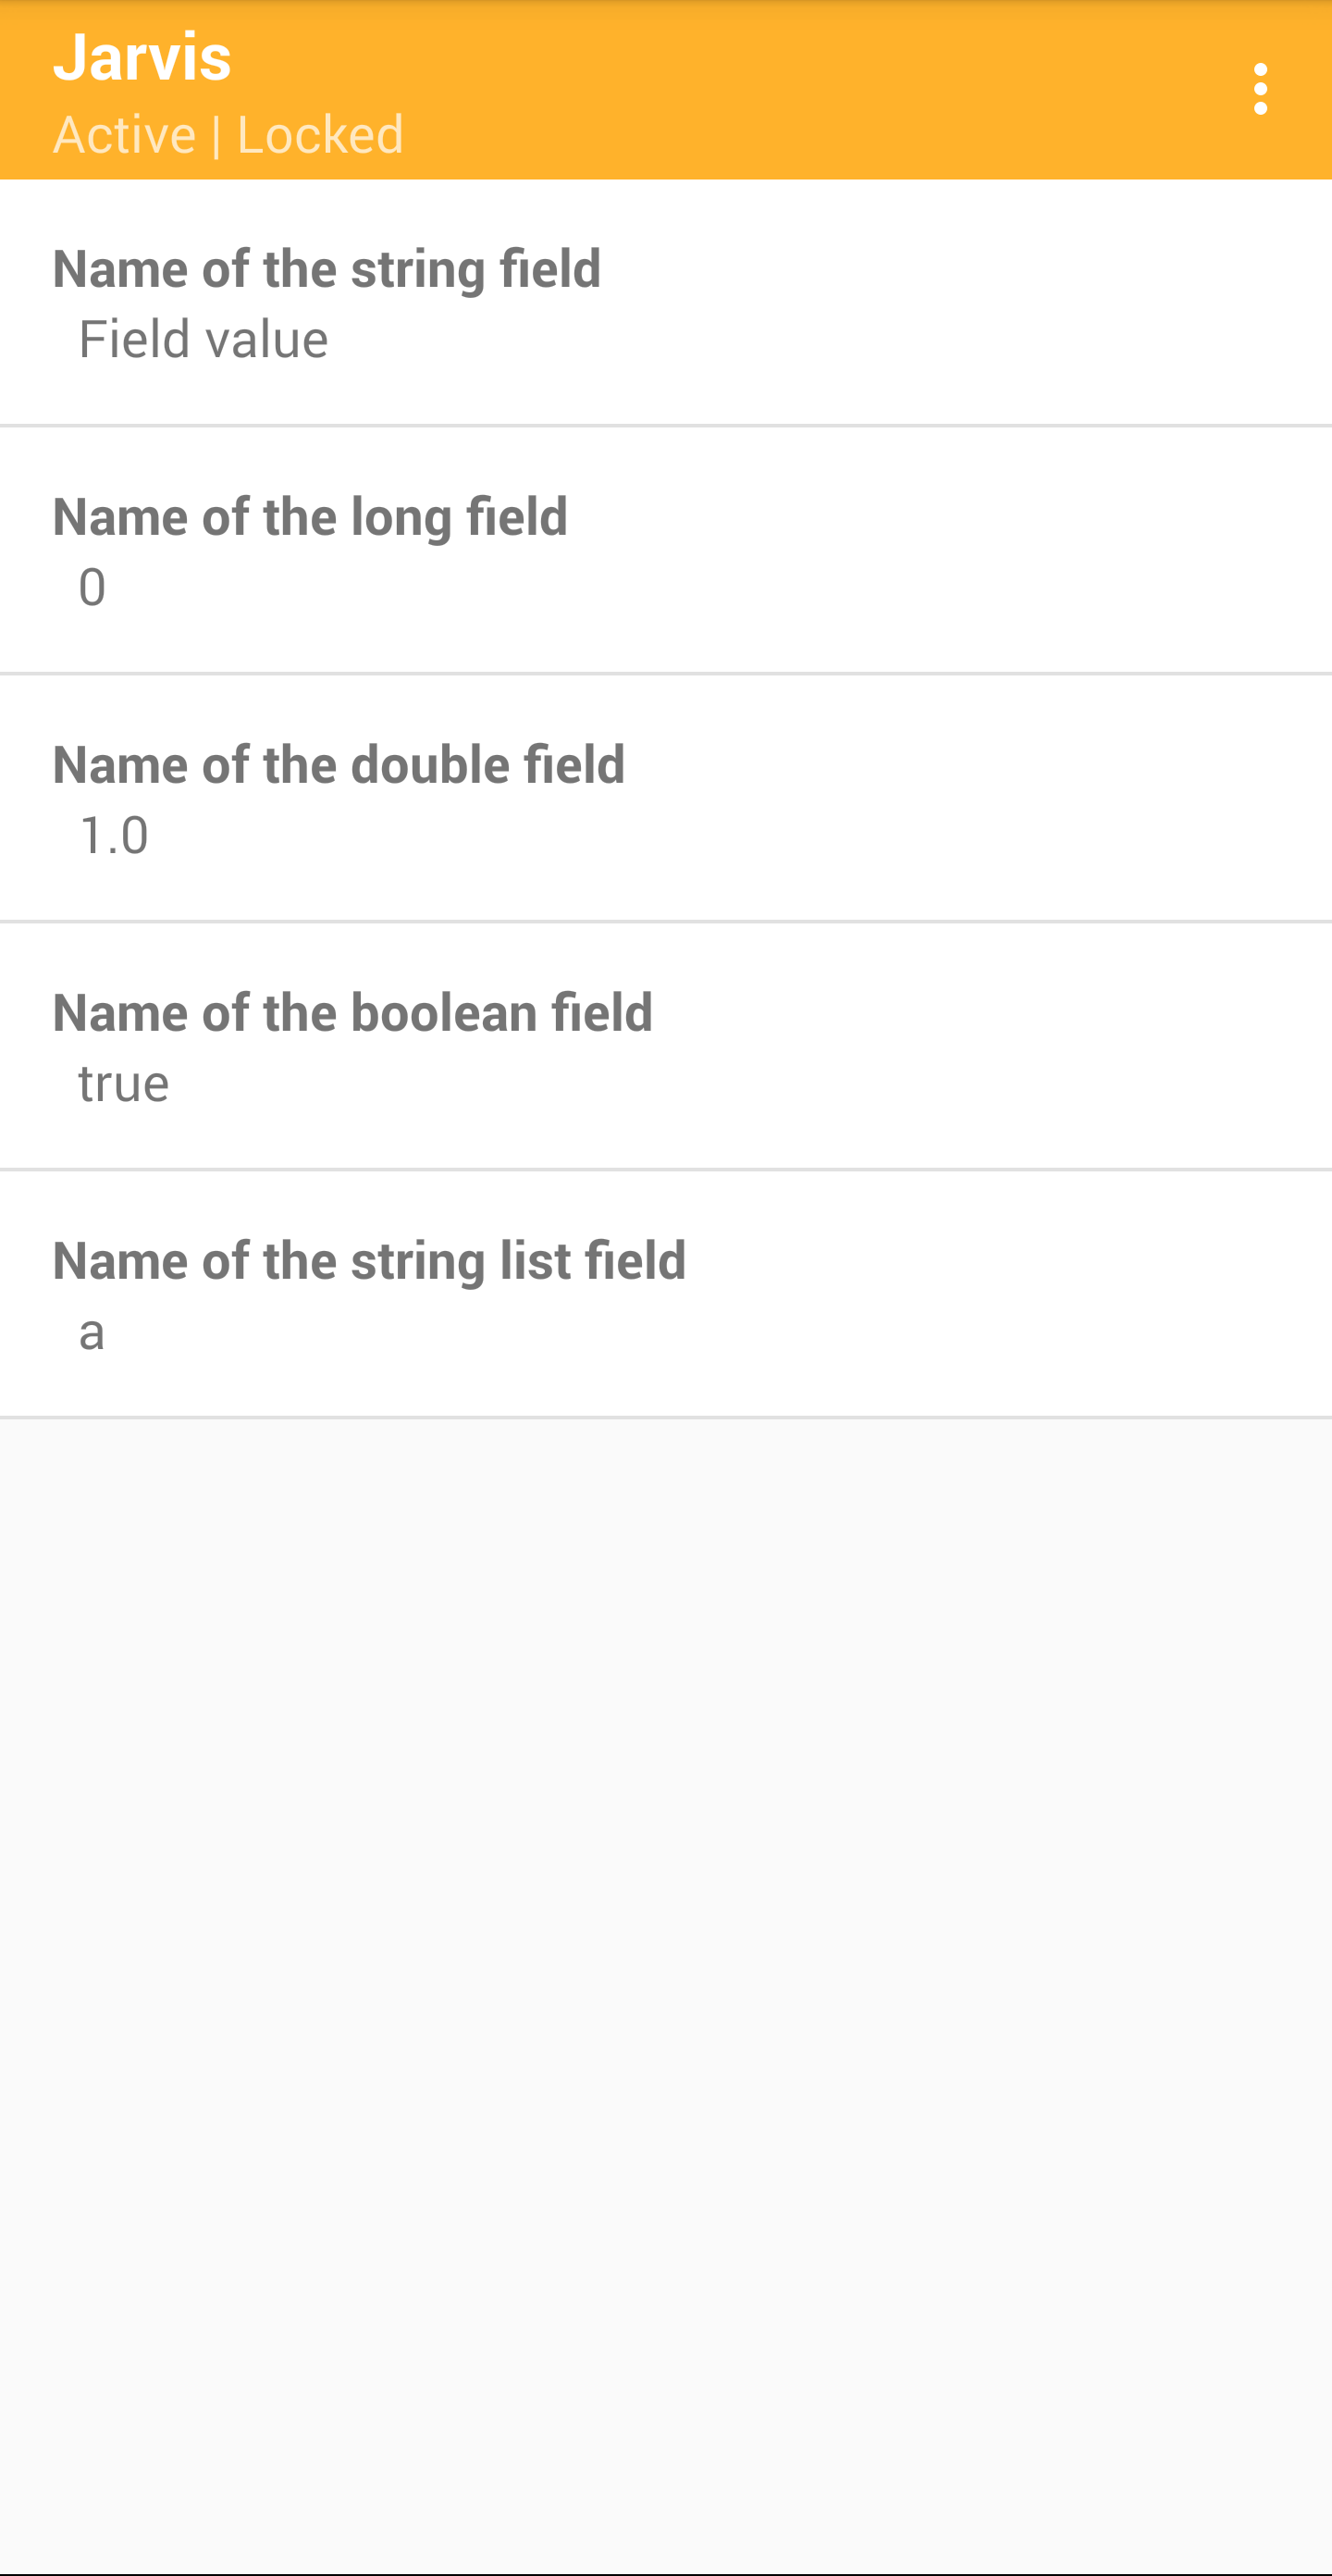 Jarvis
Active | Locked
Name of the string field
Field value
Name of the long field
0
Name of the double field
1.0
Name of the boolean field
true
Name of the string list field
a